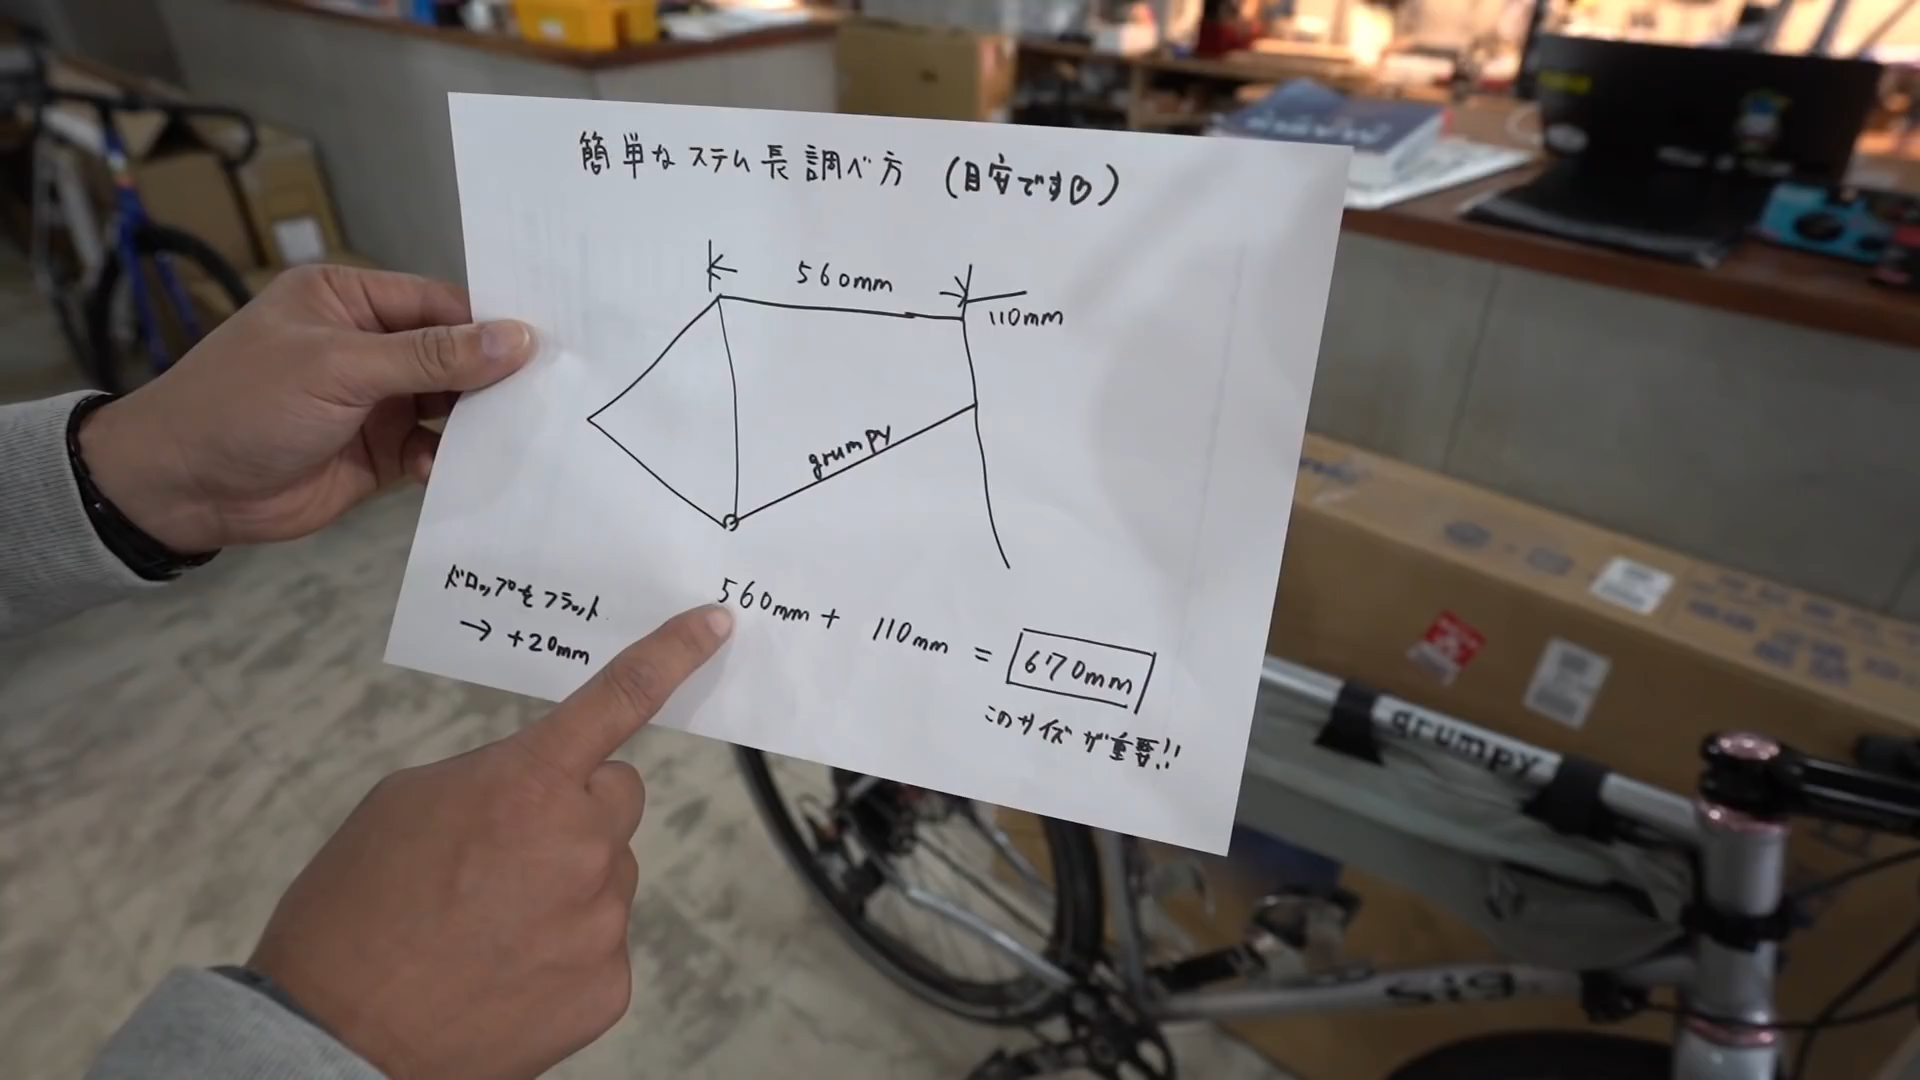 簡単なステム長調べ方 (目安です♡)
560mm
110mm
grumpy
ドロップをフラット
→ +20mm
560mm + 110mm = 670mm
このサイズが重要!!
grumpy